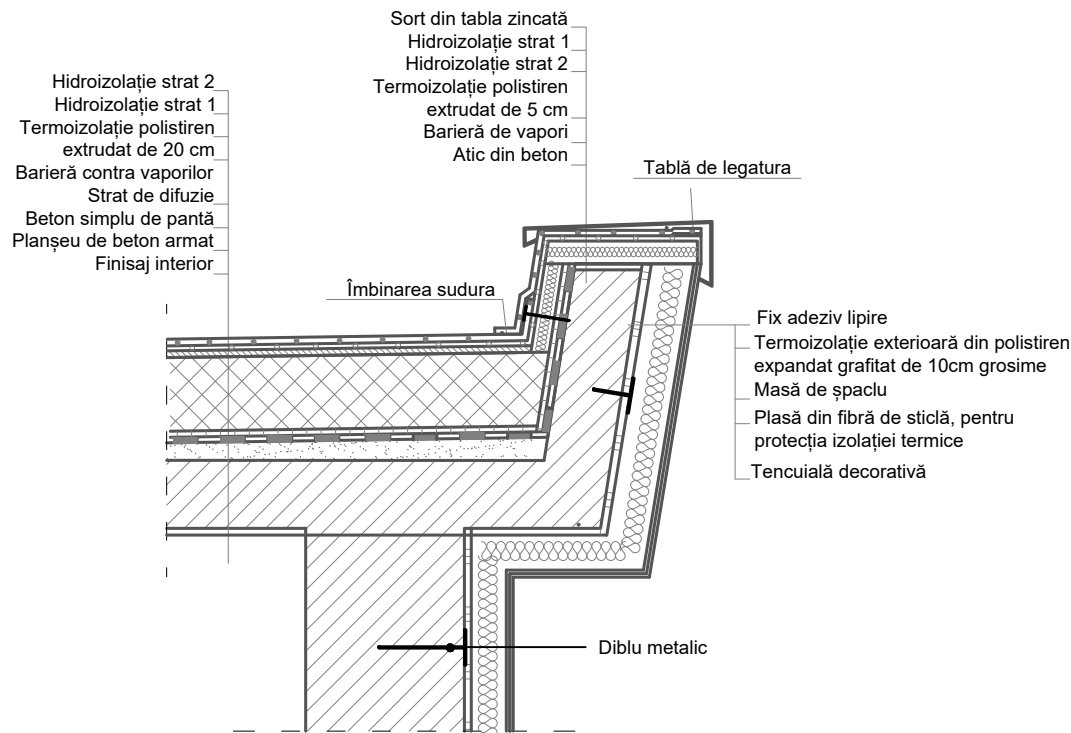 Sort din tabla zincată
Hidroizolație strat 1
Hidroizolație strat 2
Termoizolație polistiren
extrudat de 5 cm
Barieră de vapori
Atic din beton
Hidroizolație strat 2
Hidroizolație strat 1
Termoizolație polistiren
extrudat de 20 cm
Barieră contra vaporilor
Strat de difuzie
Beton simplu de pantă
Planșeu de beton armat
Finisaj interior
Tablă de legatura
Îmbinarea sudura
Fix adeziv lipire
Termoizolație exterioară din polistiren
expandat grafitat de 10cm grosime
Masă de șpaclu
Plasă din fibră de sticlă, pentru
protecția izolației termice
Tencuială decorativă
Diblu metalic